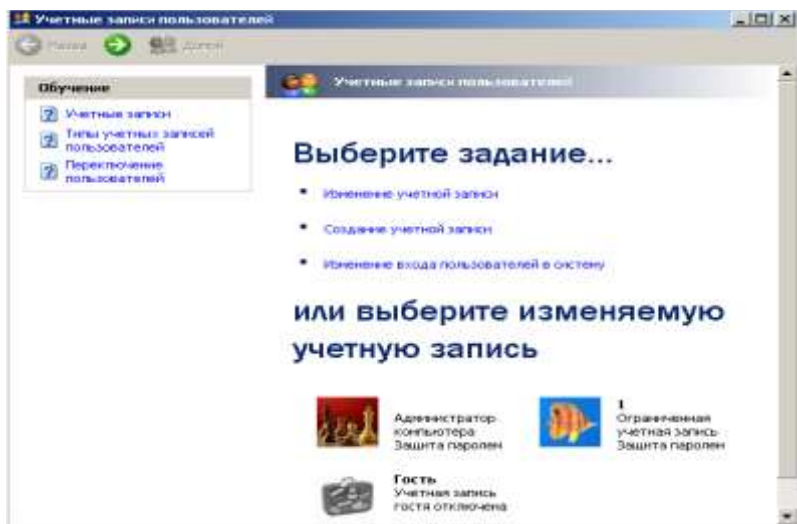 Учетные записи пользователей
Назад
Домой
Обучение
Учетные записи
Типы учетных записей
пользователей
Переключение
пользователей
Учетные записи пользователей
Выберите задание...
Изменение учетной записи
Создание учетной записи
Изменение входа пользователей в систему
или выберите изменяемую
учетную запись
Администратор
компьютера
Защита паролем
1
Ограниченная
учетная запись
Защита паролем
Гость
Учетная запись
гостя отключена